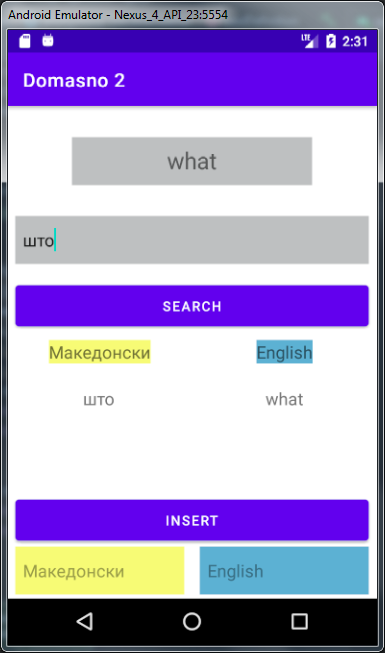 Android Emulator - Nexus_4_API_23:5554
LTE 2:31
Domasno 2
what
што
SEARCH
Македонски English
што what
INSERT
Македонски English